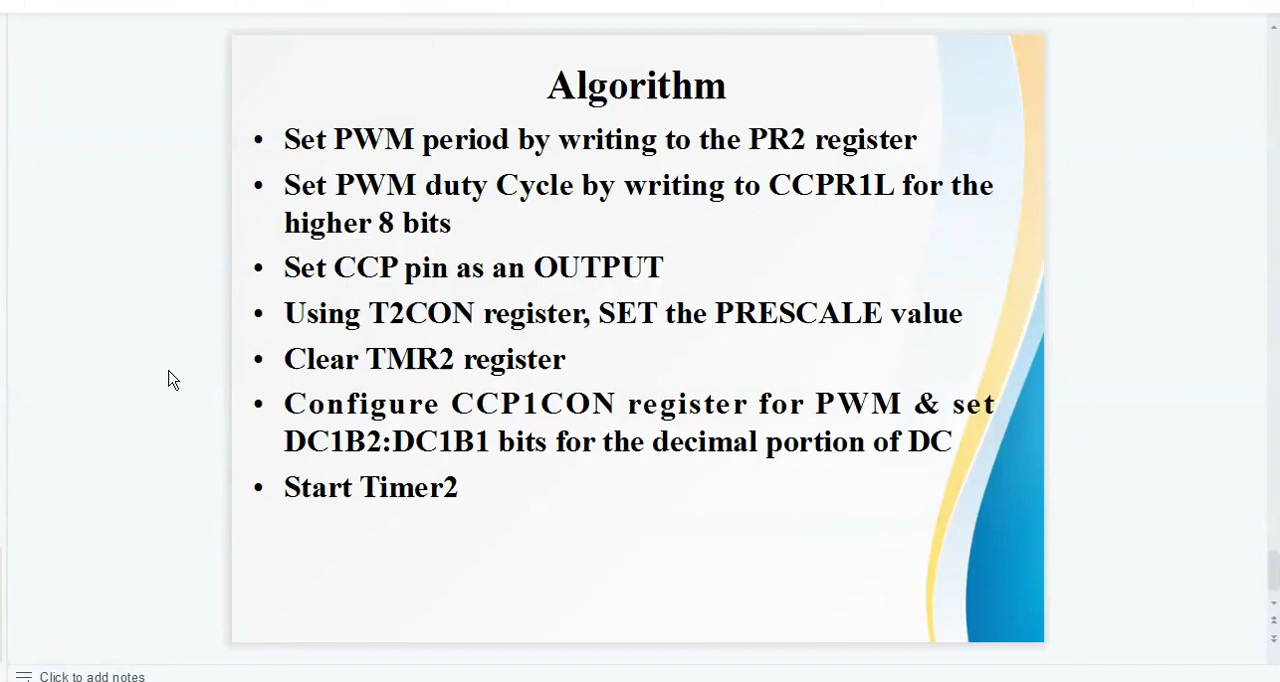 Algorithm
• Set PWM period by writing to the PR2 register
• Set PWM duty Cycle by writing to CCPR1L for the
higher 8 bits
• Set CCP pin as an OUTPUT
• Using T2CON register, SET the PRESCALE value
• Clear TMR2 register
• Configure CCP1CON register for PWM & set
DC1B2:DC1B1 bits for the decimal portion of DC
• Start Timer2
Click to add notes